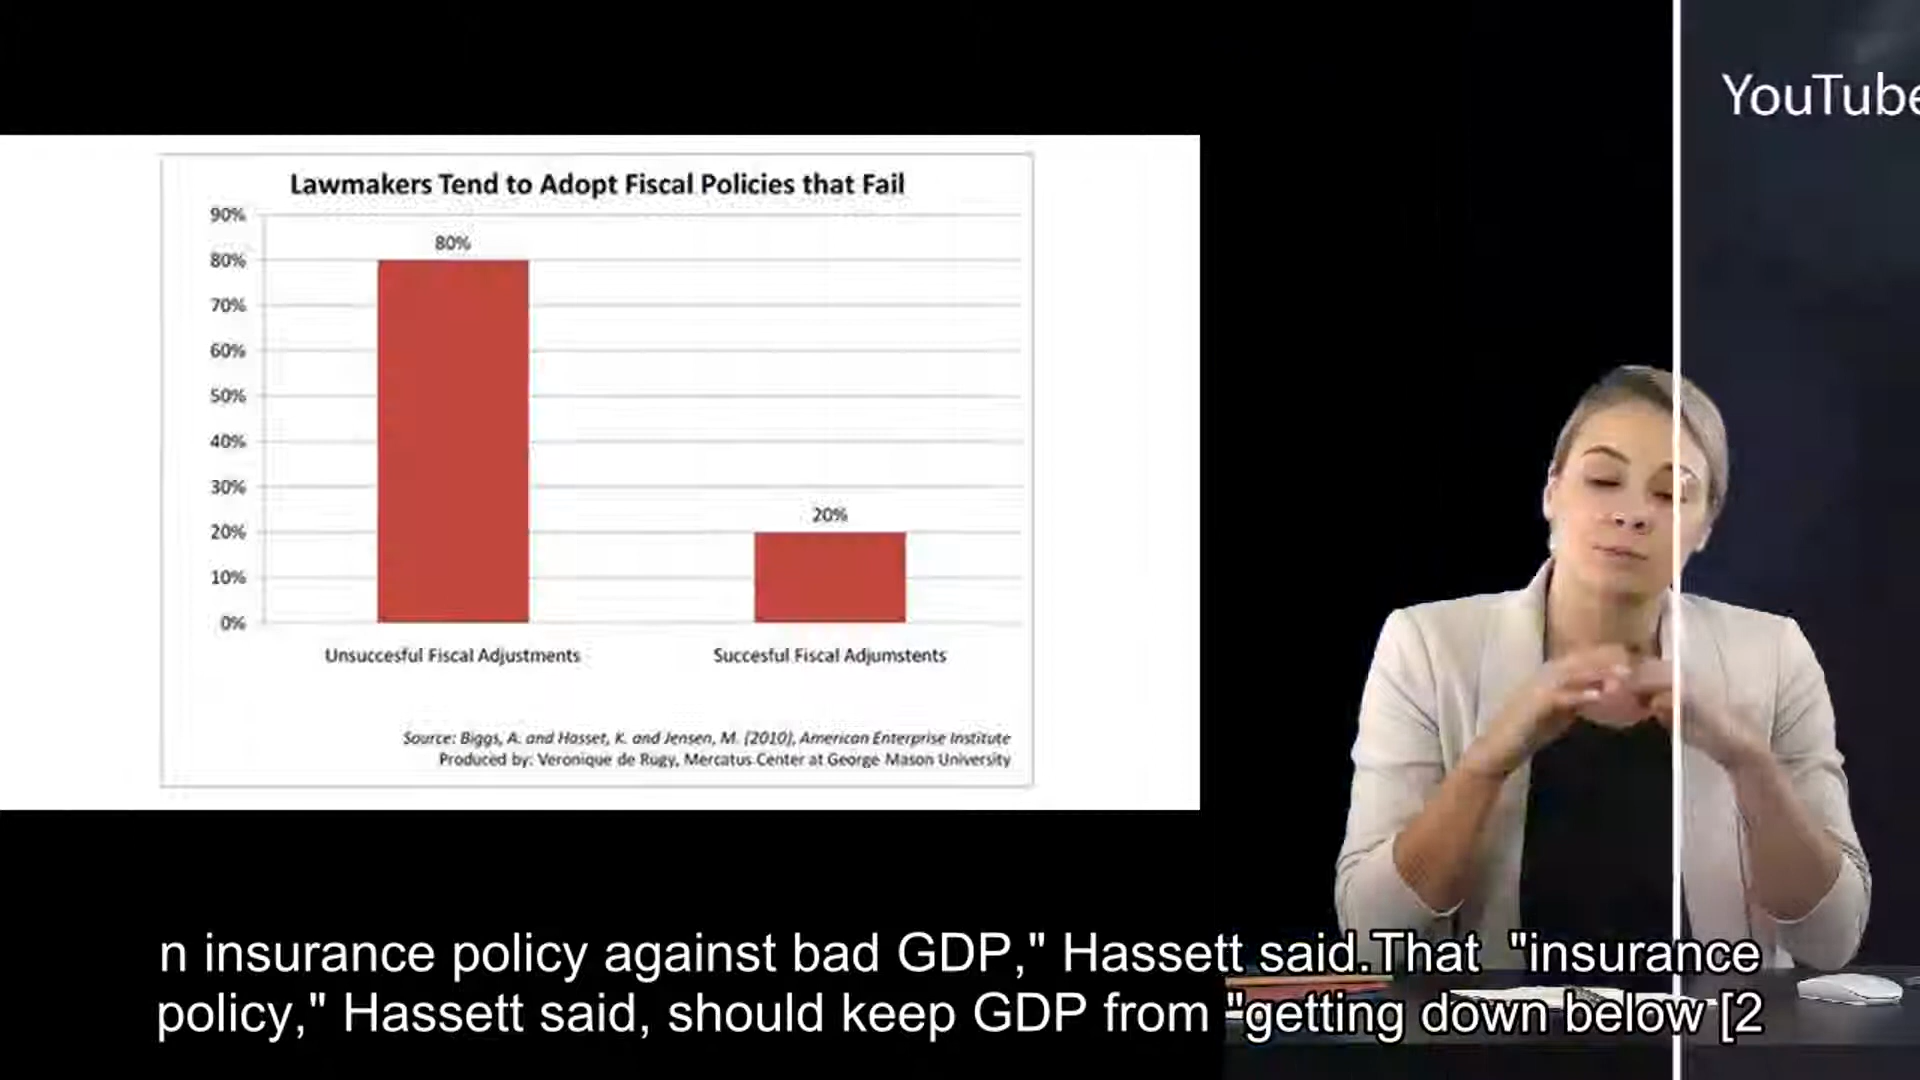 YouTube
Lawmakers Tend to Adopt Fiscal Policies that Fail
90%
80%
80%
70%
60%
50%
40%
30%
20%
20%
10%
0%
Unsuccesful Fiscal Adjustments
Succesful Fiscal Adjumstents
Source: Biggs, A. and Hasset, K. and Jensen, M. (2010), American Enterprise Institute
Produced by: Veronique de Rugy, Mercatus Center at George Mason University
n insurance policy against bad GDP," Hassett said.That "insurance
policy," Hassett said, should keep GDP from "getting down below [2